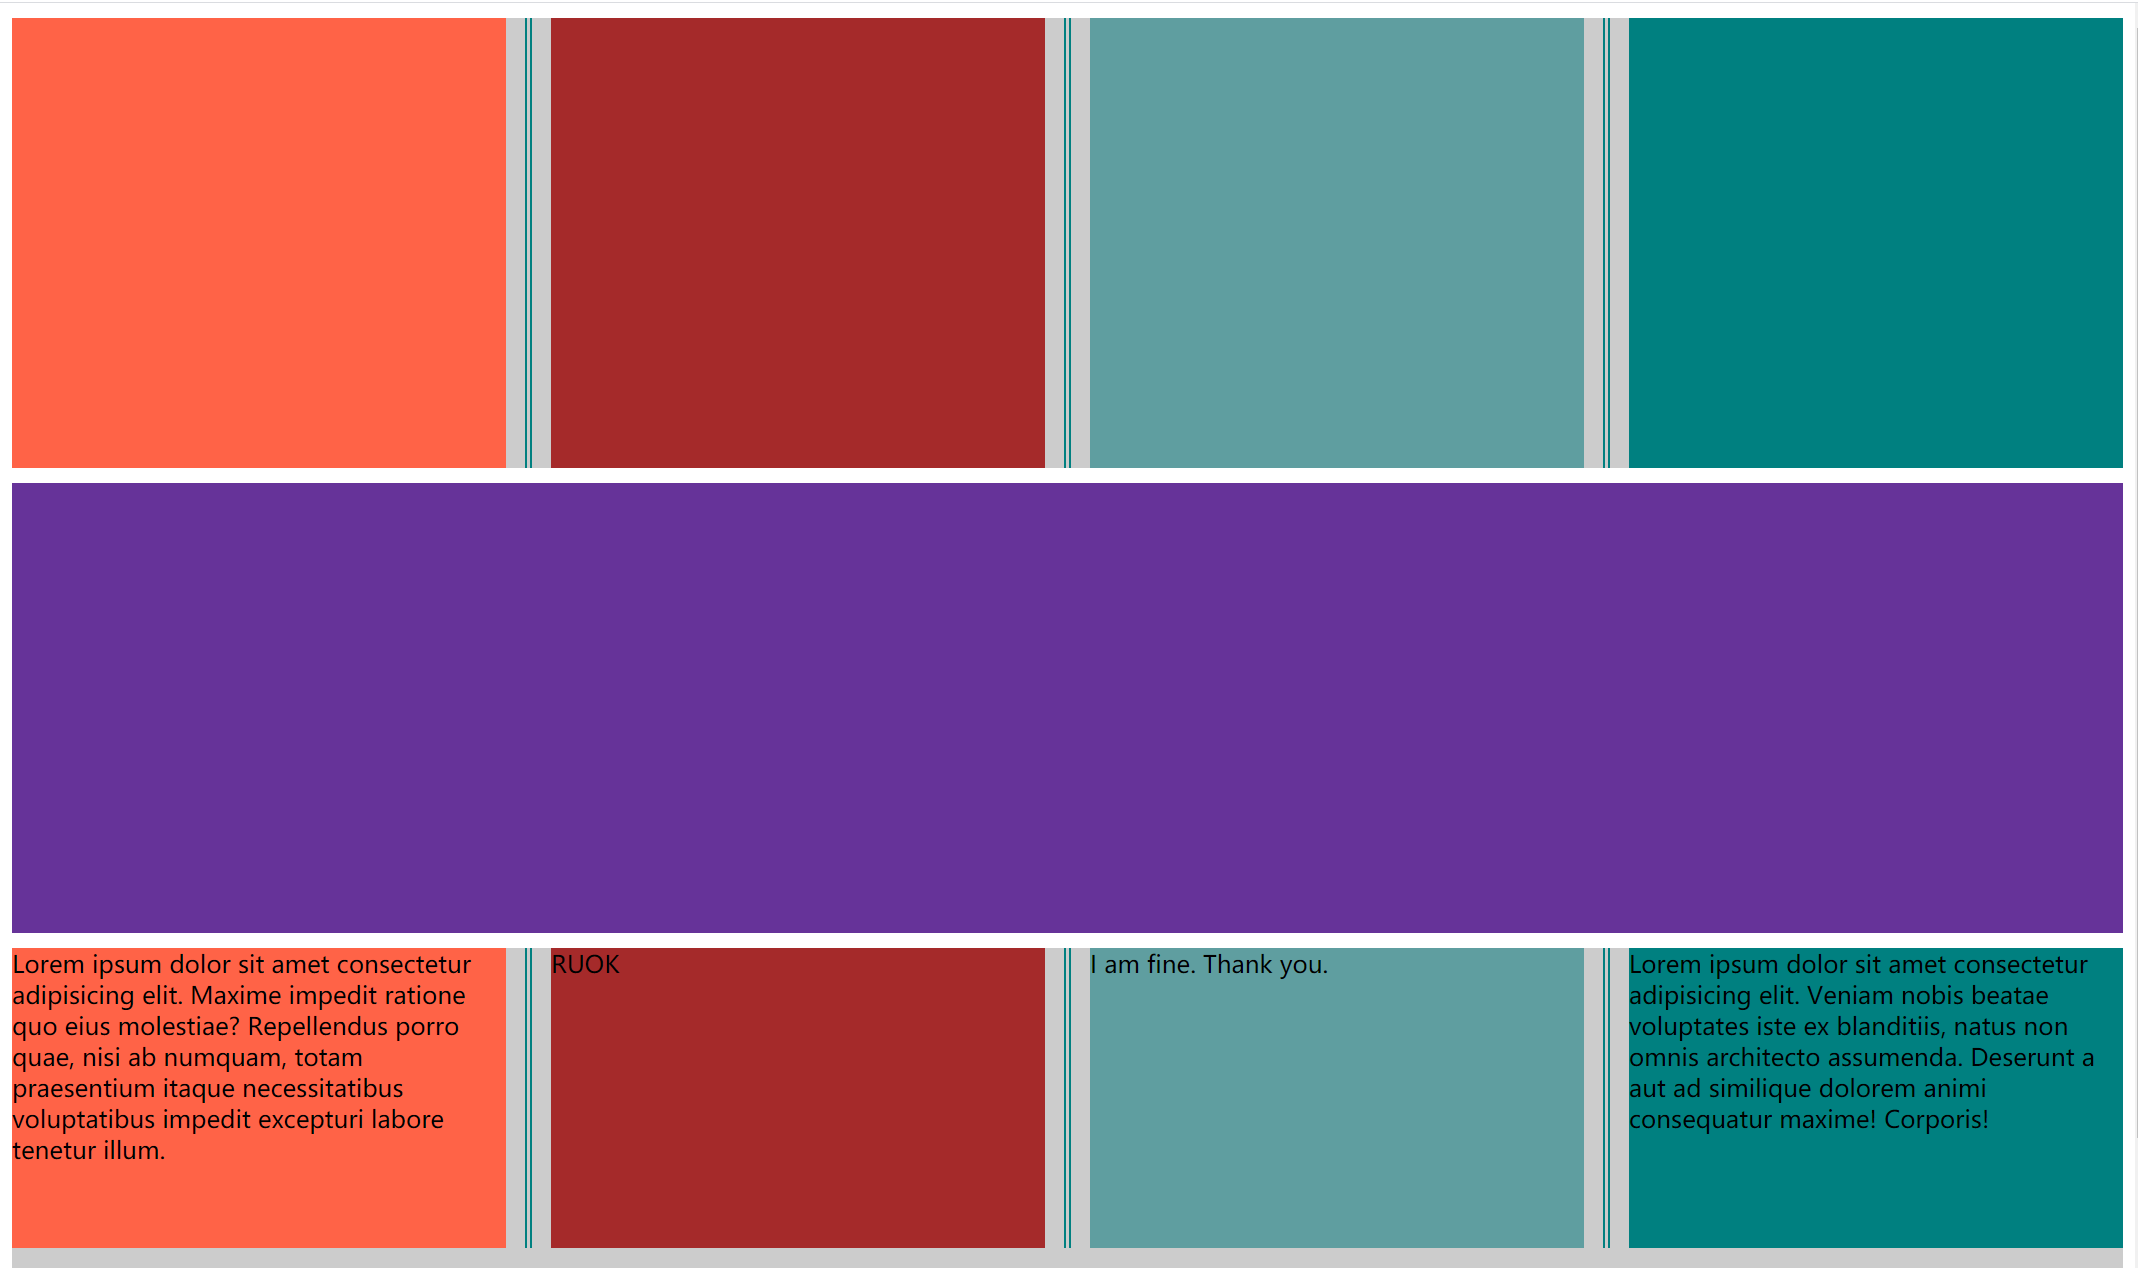 Lorem ipsum dolor sit amet consectetur
adipisicing elit. Maxime impedit ratione
quo eius molestiae? Repellendus porro
quae, nisi ab numquam, totam
praesentium itaque necessitatibus
voluptatibus impedit excepturi labore
tenetur illum.
RUOK
I am fine. Thank you.
Lorem ipsum dolor sit amet consectetur
adipisicing elit. Veniam nobis beatae
voluptates iste ex blanditiis, natus non
omnis architecto assumenda. Deserunt a
aut ad similique dolorem animi
consequatur maxime! Corporis!